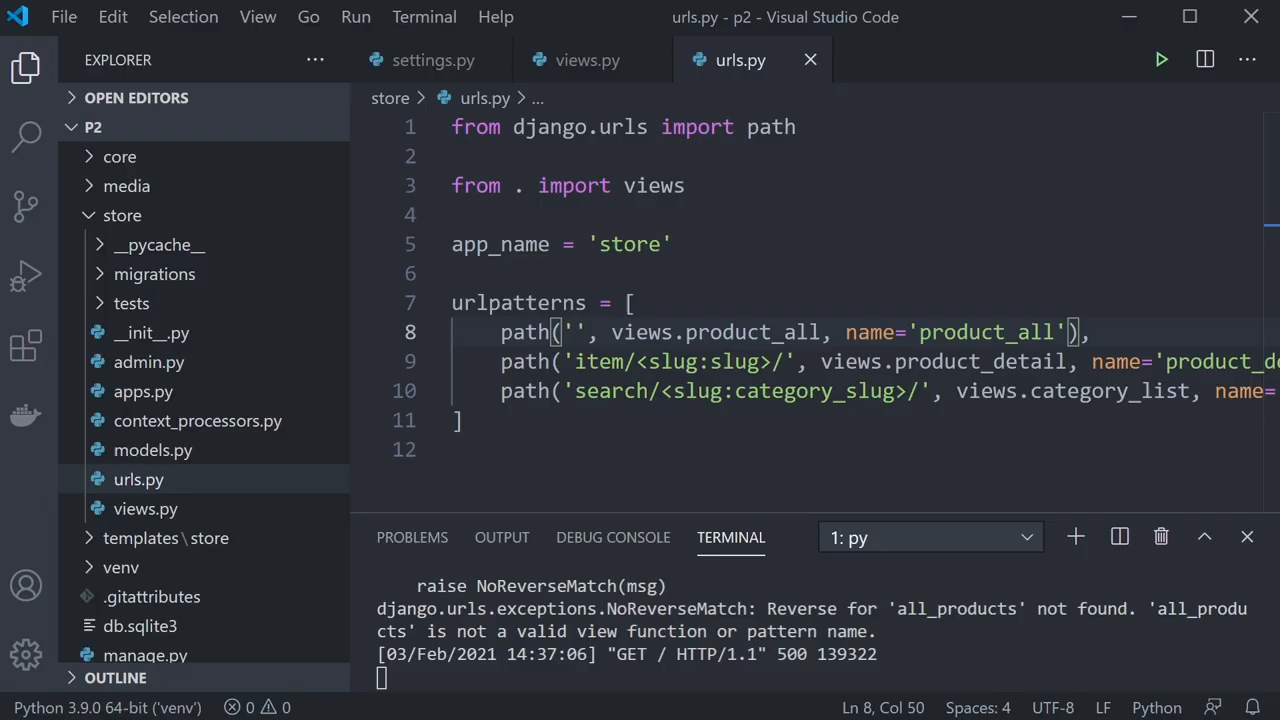 File Edit Selection View Go Run Terminal Help
urls.py - p2 - Visual Studio Code
EXPLORER
OPEN EDITORS
P2
core
media
store
__pycache__
migrations
tests
__init__.py
admin.py
apps.py
context_processors.py
models.py
urls.py
views.py
templates\store
venv
.gitattributes
db.sqlite3
manage.py
OUTLINE
settings.py views.py urls.py
store > urls.py > ...
1 from django.urls import path
2
3 from . import views
4
5 app_name = 'store'
6
7 urlpatterns = [
8 path('', views.product_all, name='product_all'),
9 path('item/<slug:slug>/', views.product_detail, name='product_de
10 path('search/<slug:category_slug>/', views.category_list, name=
11 ]
12
PROBLEMS OUTPUT DEBUG CONSOLE TERMINAL 1: py
raise NoReverseMatch(msg)
django.urls.exceptions.NoReverseMatch: Reverse for 'all_products' not found. 'all_produ
cts' is not a valid view function or pattern name.
[03/Feb/2021 14:37:06] "GET / HTTP/1.1" 500 139322
Python 3.9.0 64-bit ('venv') 0 0 Ln 8, Col 50 Spaces: 4 UTF-8 LF Python